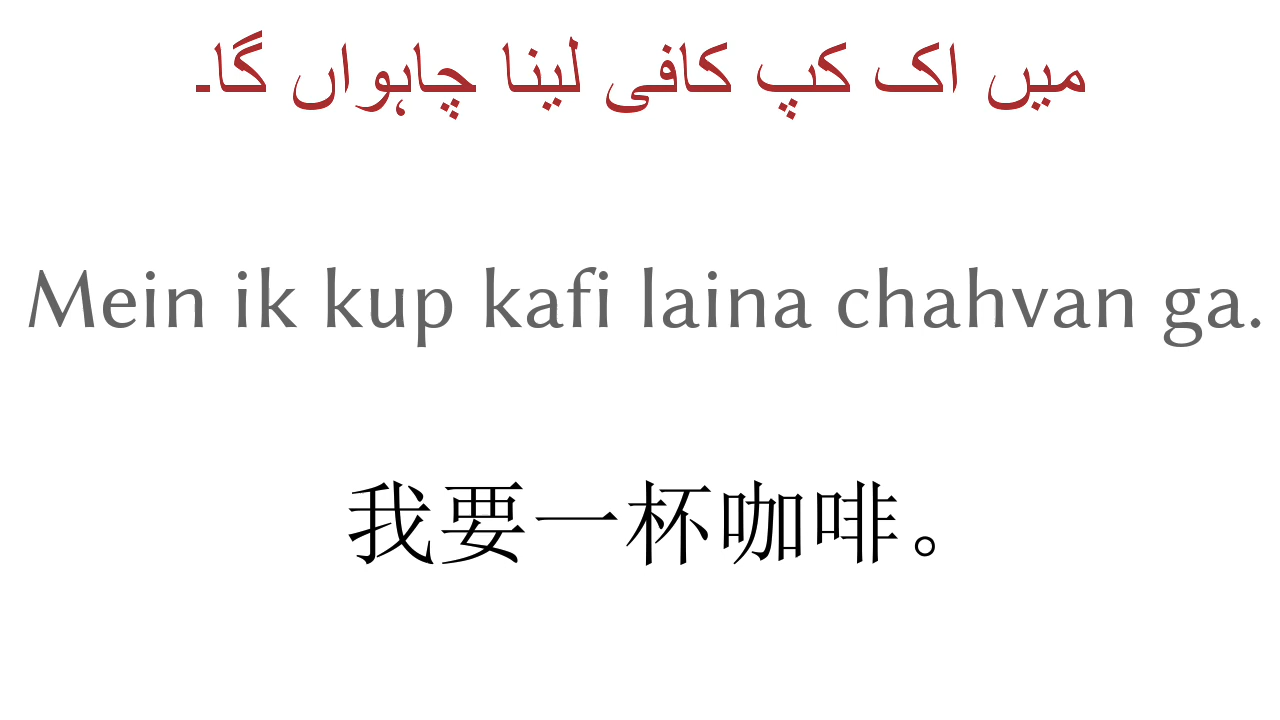 میں اک کپ کافی لینا چاہواں گا۔
Mein ik kup kafi laina chahvan ga.
我要一杯咖啡。